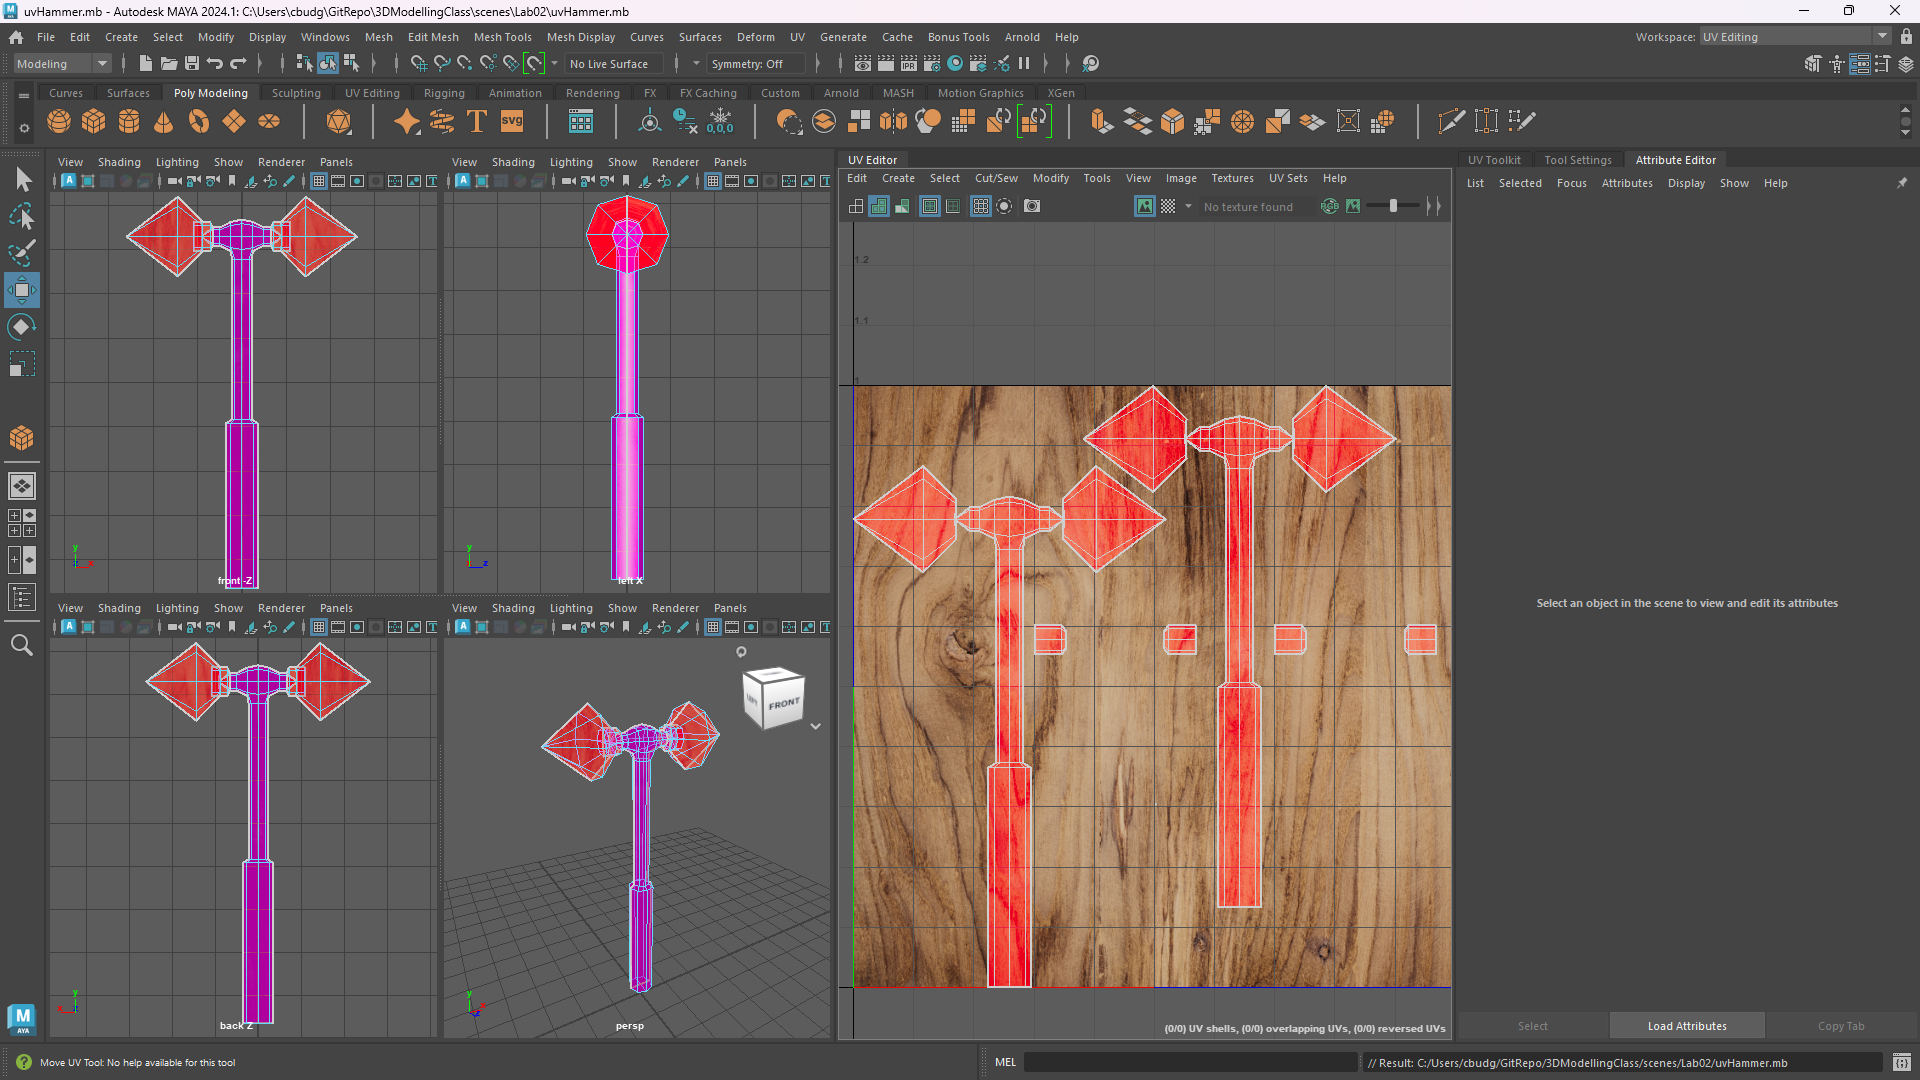 uvHammer.mb - Autodesk MAYA 2024.1: C:\Users\cbudg\GitRepo\3DModellingClass\scenes\Lab02\uvHammer.mb
File Edit Create Select Modify Display Windows Mesh Edit Mesh Mesh Tools Mesh Display Curves Surfaces Deform UV Generate Cache Bonus Tools Arnold Help Workspace: UV Editing
Modeling No Live Surface Symmetry: Off IPR
Curves Surfaces Poly Modeling Sculpting UV Editing Rigging Animation Rendering FX FX Caching Custom Arnold MASH Motion Graphics XGen
T SVG 0,0,0
View Shading Lighting Show Renderer Panels
View Shading Lighting Show Renderer Panels
front -Z
left X
View Shading Lighting Show Renderer Panels
View Shading Lighting Show Renderer Panels
FRONT
back Z
persp
UV Editor
Edit Create Select Cut/Sew Modify Tools View Image Textures UV Sets Help
No texture found RGB
1.2
1.1
1
(0/0) UV shells, (0/0) overlapping UVs, (0/0) reversed UVs
UV Toolkit Tool Settings Attribute Editor
List Selected Focus Attributes Display Show Help
Select an object in the scene to view and edit its attributes
Select Load Attributes Copy Tab
M
AYA
Move UV Tool: No help available for this tool
MEL
// Result: C:/Users/cbudg/GitRepo/3DModellingClass/scenes/Lab02/uvHammer.mb